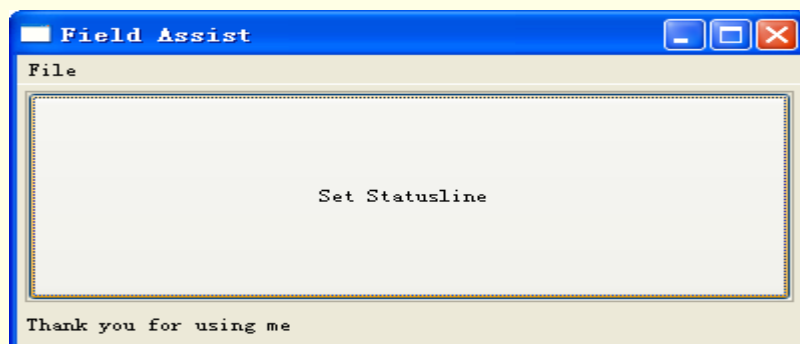 Field Assist
File
Set Statusline
Thank you for using me